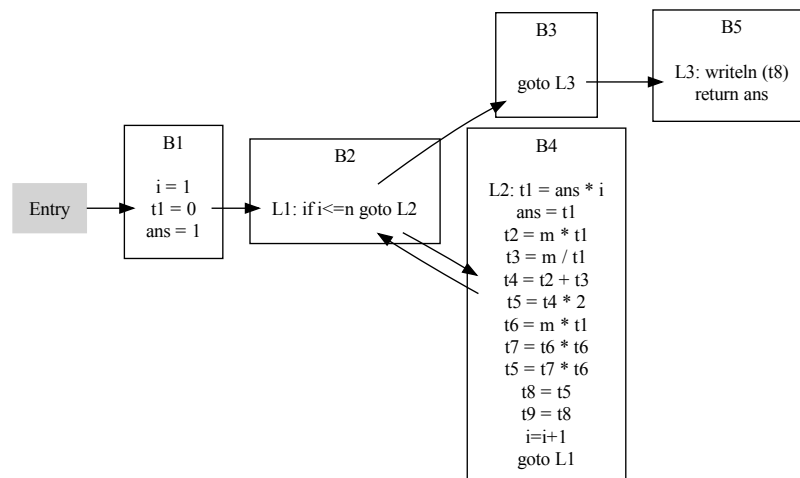 Entry
B1
i = 1
t1 = 0
ans = 1
B2
L1: if i<=n goto L2
B3
goto L3
B5
L3: writeln (t8)
return ans
B4
L2: t1 = ans * i
ans = t1
t2 = m * t1
t3 = m / t1
t4 = t2 + t3
t5 = t4 * 2
t6 = m * t1
t7 = t6 * t6
t5 = t7 * t6
t8 = t5
t9 = t8
i=i+1
goto L1